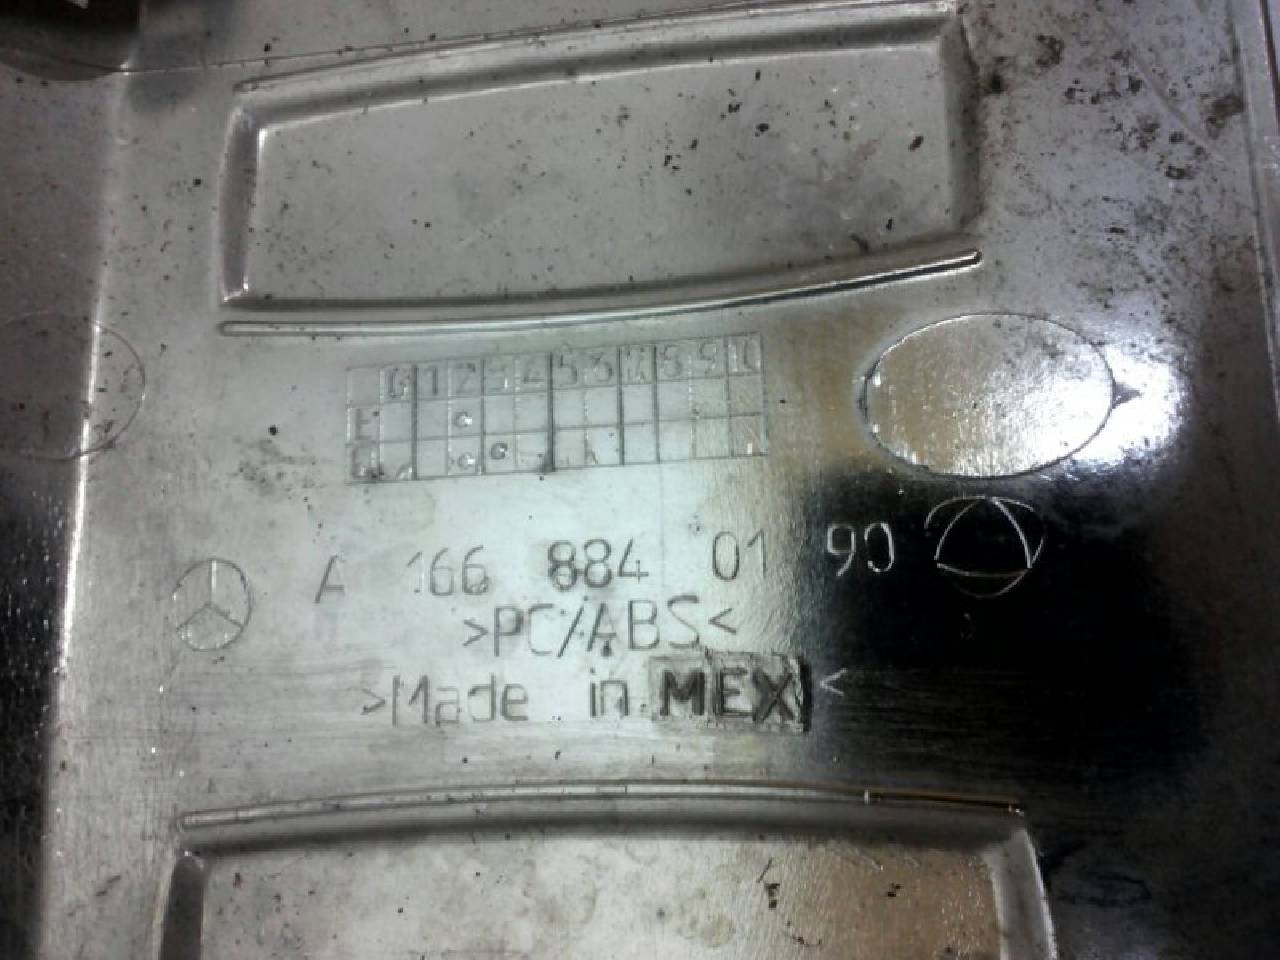 A 166 884 01 90
>PC/ABS<
>Made in MEX<